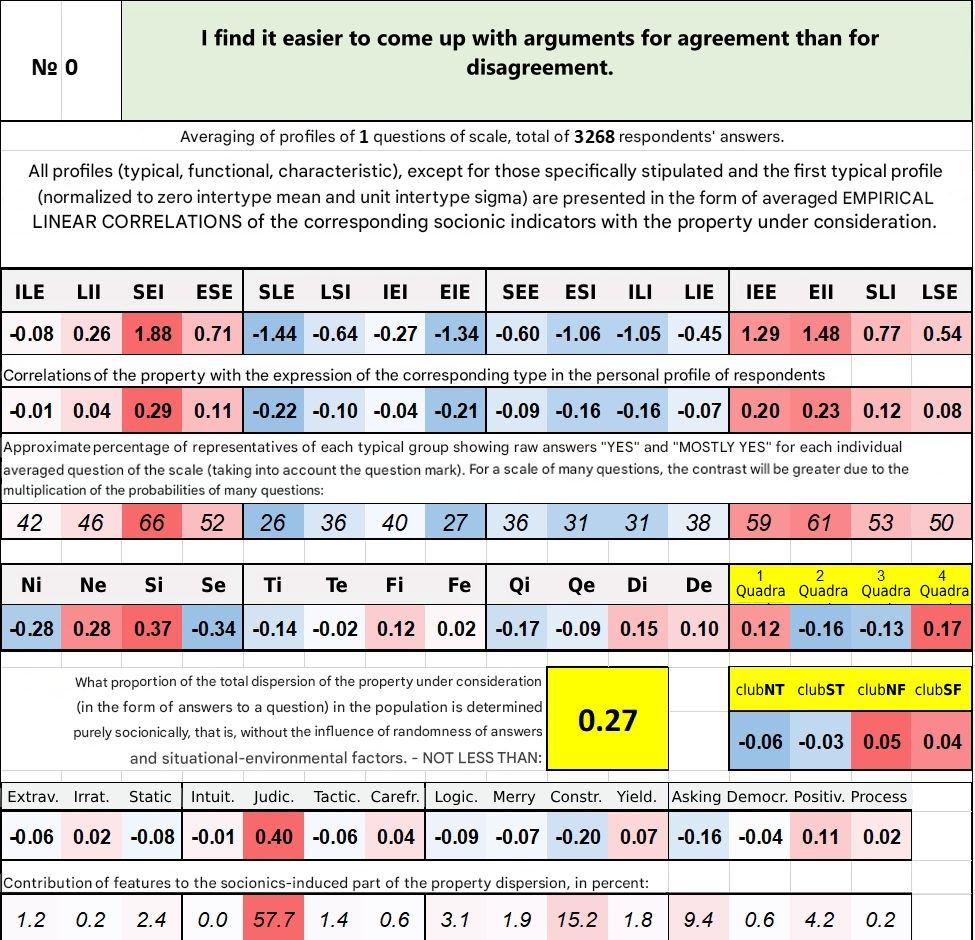 № 0
I find it easier to come up with arguments for agreement than for
disagreement.
Averaging of profiles of 1 questions of scale, total of 3268 respondents' answers.
All profiles (typical, functional, characteristic), except for those specifically stipulated and the first typical profile
(normalized to zero intertype mean and unit intertype sigma) are presented in the form of averaged EMPIRICAL
LINEAR CORRELATIONS of the corresponding socionic indicators with the property under consideration.
ILE LII SEI ESE SLE LSI IEI EIE SEE ESI ILI LIE IEE EII SLI LSE
-0.08 0.26 1.88 0.71 -1.44 -0.64 -0.27 -1.34 -0.60 -1.06 -1.05 -0.45 1.29 1.48 0.77 0.54
Correlations of the property with the expression of the corresponding type in the personal profile of respondents
-0.01 0.04 0.29 0.11 -0.22 -0.10 -0.04 -0.21 -0.09 -0.16 -0.16 -0.07 0.20 0.23 0.12 0.08
Approximate percentage of representatives of each typical group showing raw answers "YES" and "MOSTLY YES" for each individual
averaged question of the scale (taking into account the question mark). For a scale of many questions, the contrast will be greater due to the
multiplication of the probabilities of many questions:
42 46 66 52 26 36 40 27 36 31 31 38 59 61 53 50
Ni Ne Si Se Ti Te Fi Fe Qi Qe Di De 1 Quadra 2 Quadra 3 Quadra 4 Quadra
-0.28 0.28 0.37 -0.34 -0.14 -0.02 0.12 0.02 -0.17 -0.09 0.15 0.10 0.12 -0.16 -0.13 0.17
What proportion of the total dispersion of the property under consideration
(in the form of answers to a question) in the population is determined
purely socionically, that is, without the influence of randomness of answers
and situational-environmental factors. - NOT LESS THAN:
0.27
clubNT clubST clubNF clubSF
-0.06 -0.03 0.05 0.04
Extrav. Irrat. Static Intuit. Judic. Tactic. Carefr. Logic. Merry Constr. Yield. Asking Democr. Positiv. Process
-0.06 0.02 -0.08 -0.01 0.40 -0.06 0.04 -0.09 -0.07 -0.20 0.07 -0.16 -0.04 0.11 0.02
Contribution of features to the socionics-induced part of the property dispersion, in percent:
1.2 0.2 2.4 0.0 57.7 1.4 0.6 3.1 1.9 15.2 1.8 9.4 0.6 4.2 0.2